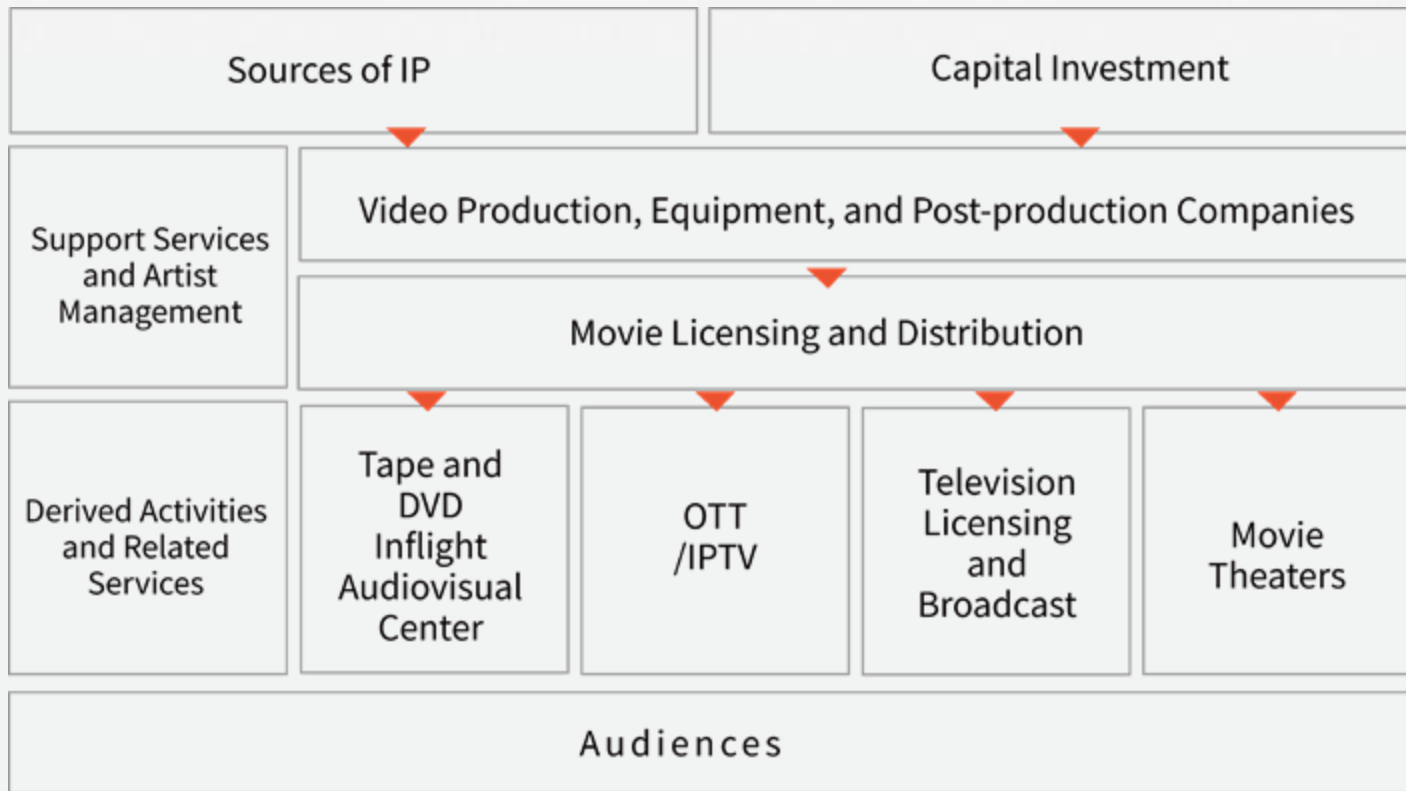 Sources of IP
Capital Investment
Support Services
and Artist
Management
Video Production, Equipment, and Post-production Companies
Movie Licensing and Distribution
Derived Activities
and Related
Services
Tape and
DVD
Inflight
Audiovisual
Center
OTT
/IPTV
Television
Licensing
and
Broadcast
Movie
Theaters
Audiences